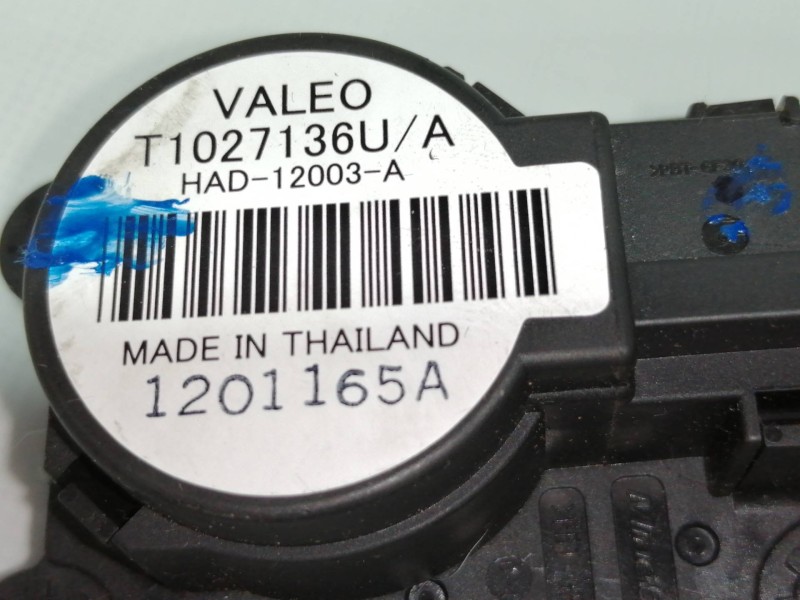 VALEO
T1027136U/A
HAD-12003-A
MADE IN THAILAND
1201165A